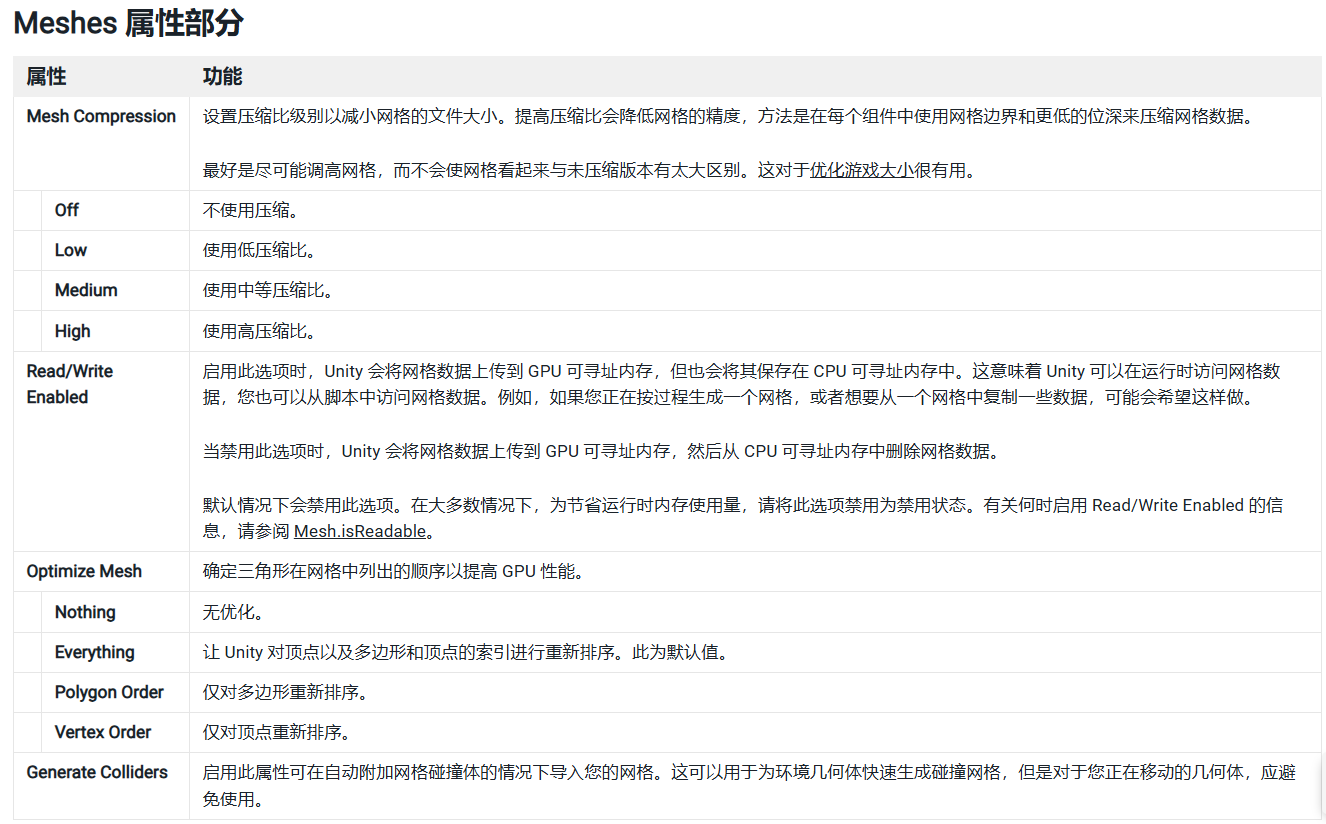 Meshes 属性部分
属性 功能
Mesh Compression 设置压缩比级别以减小网格的文件大小。提高压缩比会降低网格的精度，方法是在每个组件中使用网格边界和更低的位深来压缩网格数据。
最好是尽可能调高网格，而不会使网格看起来与未压缩版本有太大区别。这对于优化游戏大小很有用。
Off 不使用压缩。
Low 使用低压缩比。
Medium 使用中等压缩比。
High 使用高压缩比。
Read/Write 启用此选项时，Unity 会将网格数据上传到 GPU 可寻址内存，但也会将其保存在 CPU 可寻址内存中。这意味着 Unity 可以在运行时访问网格数
Enabled 据，您也可以从脚本中访问网格数据。例如，如果您正在按过程生成一个网格，或者想要从一个网格中复制一些数据，可能会希望这样做。
当禁用此选项时，Unity 会将网格数据上传到 GPU 可寻址内存，然后从 CPU 可寻址内存中删除网格数据。
默认情况下会禁用此选项。在大多数情况下，为节省运行时内存使用量，请将此选项禁用为禁用状态。有关何时启用 Read/Write Enabled 的信
息，请参阅 Mesh.isReadable。
Optimize Mesh 确定三角形在网格中列出的顺序以提高 GPU 性能。
Nothing 无优化。
Everything 让 Unity 对顶点以及多边形和顶点的索引进行重新排序。此为默认值。
Polygon Order 仅对多边形重新排序。
Vertex Order 仅对顶点重新排序。
Generate Colliders 启用此属性可在自动附加网格碰撞体的情况下导入您的网格。这可以用于为环境几何体快速生成碰撞网格，但是对于您正在移动的几何体，应避
免使用。